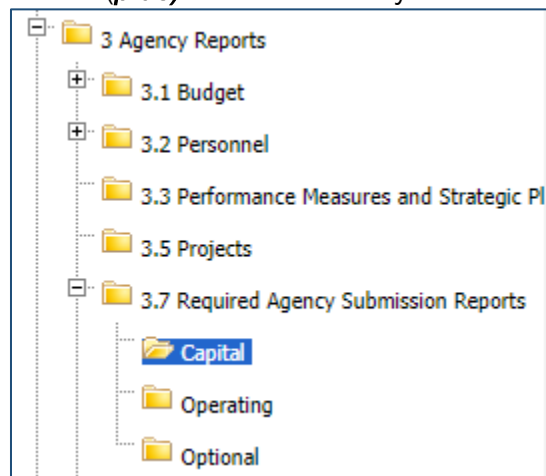 3 Agency Reports
3.1 Budget
3.2 Personnel
3.3 Performance Measures and Strategic Pl
3.5 Projects
3.7 Required Agency Submission Reports
Capital
Operating
Optional